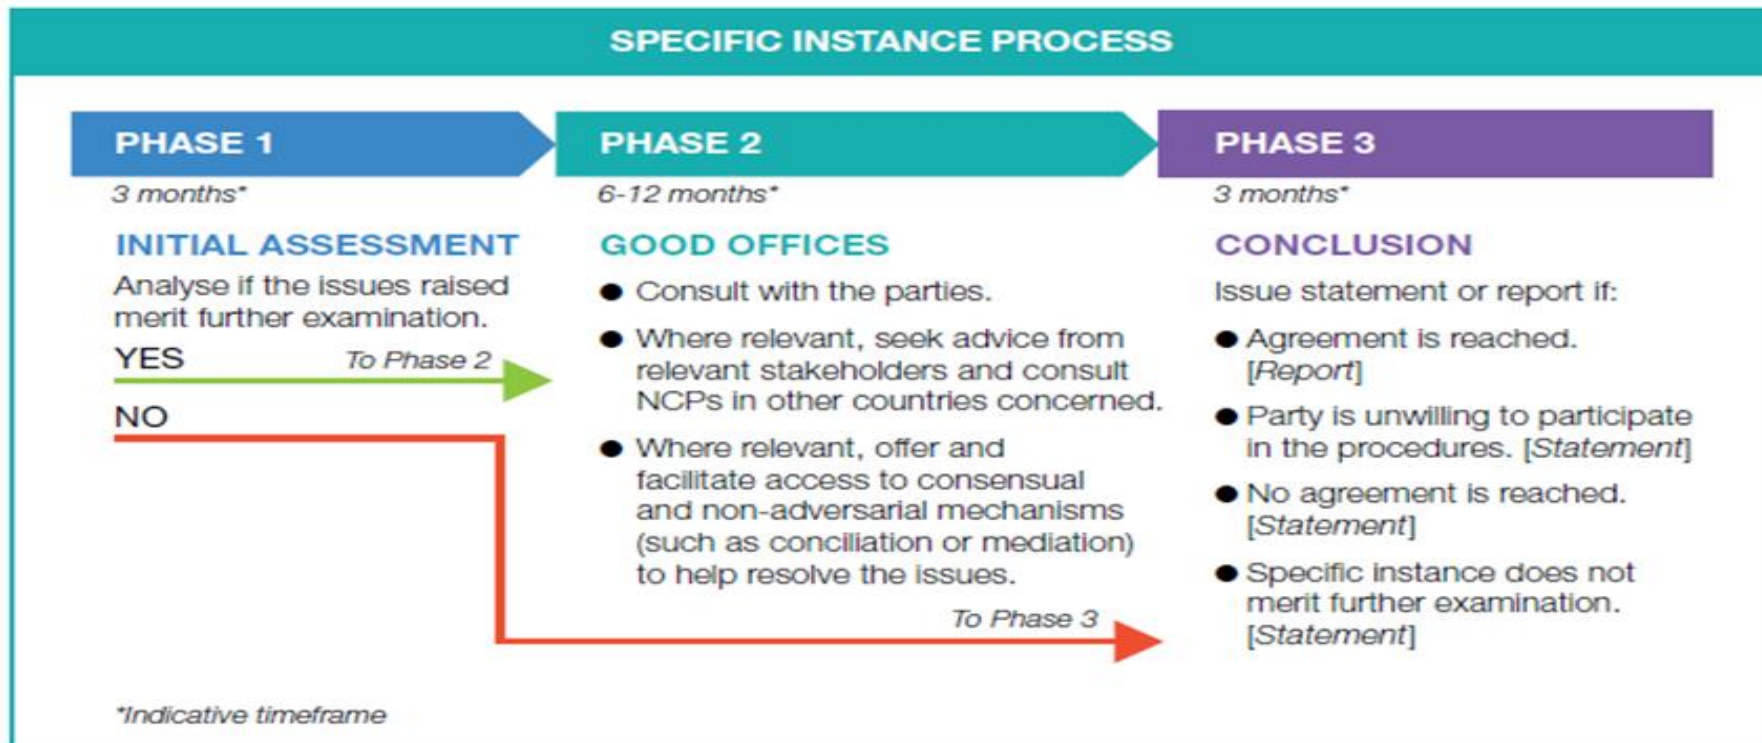 SPECIFIC INSTANCE PROCESS
PHASE 1
3 months*
INITIAL ASSESSMENT
Analyse if the issues raised
merit further examination.
YES
To Phase 2
NO
PHASE 2
6-12 months*
GOOD OFFICES
● Consult with the parties.
● Where relevant, seek advice from
relevant stakeholders and consult
NCPs in other countries concerned.
● Where relevant, offer and
facilitate access to consensual
and non-adversarial mechanisms
(such as conciliation or mediation)
to help resolve the issues.
To Phase 3
PHASE 3
3 months*
CONCLUSION
Issue statement or report if:
● Agreement is reached.
[Report]
● Party is unwilling to participate
in the procedures. [Statement]
● No agreement is reached.
[Statement]
● Specific instance does not
merit further examination.
[Statement]
*Indicative timeframe